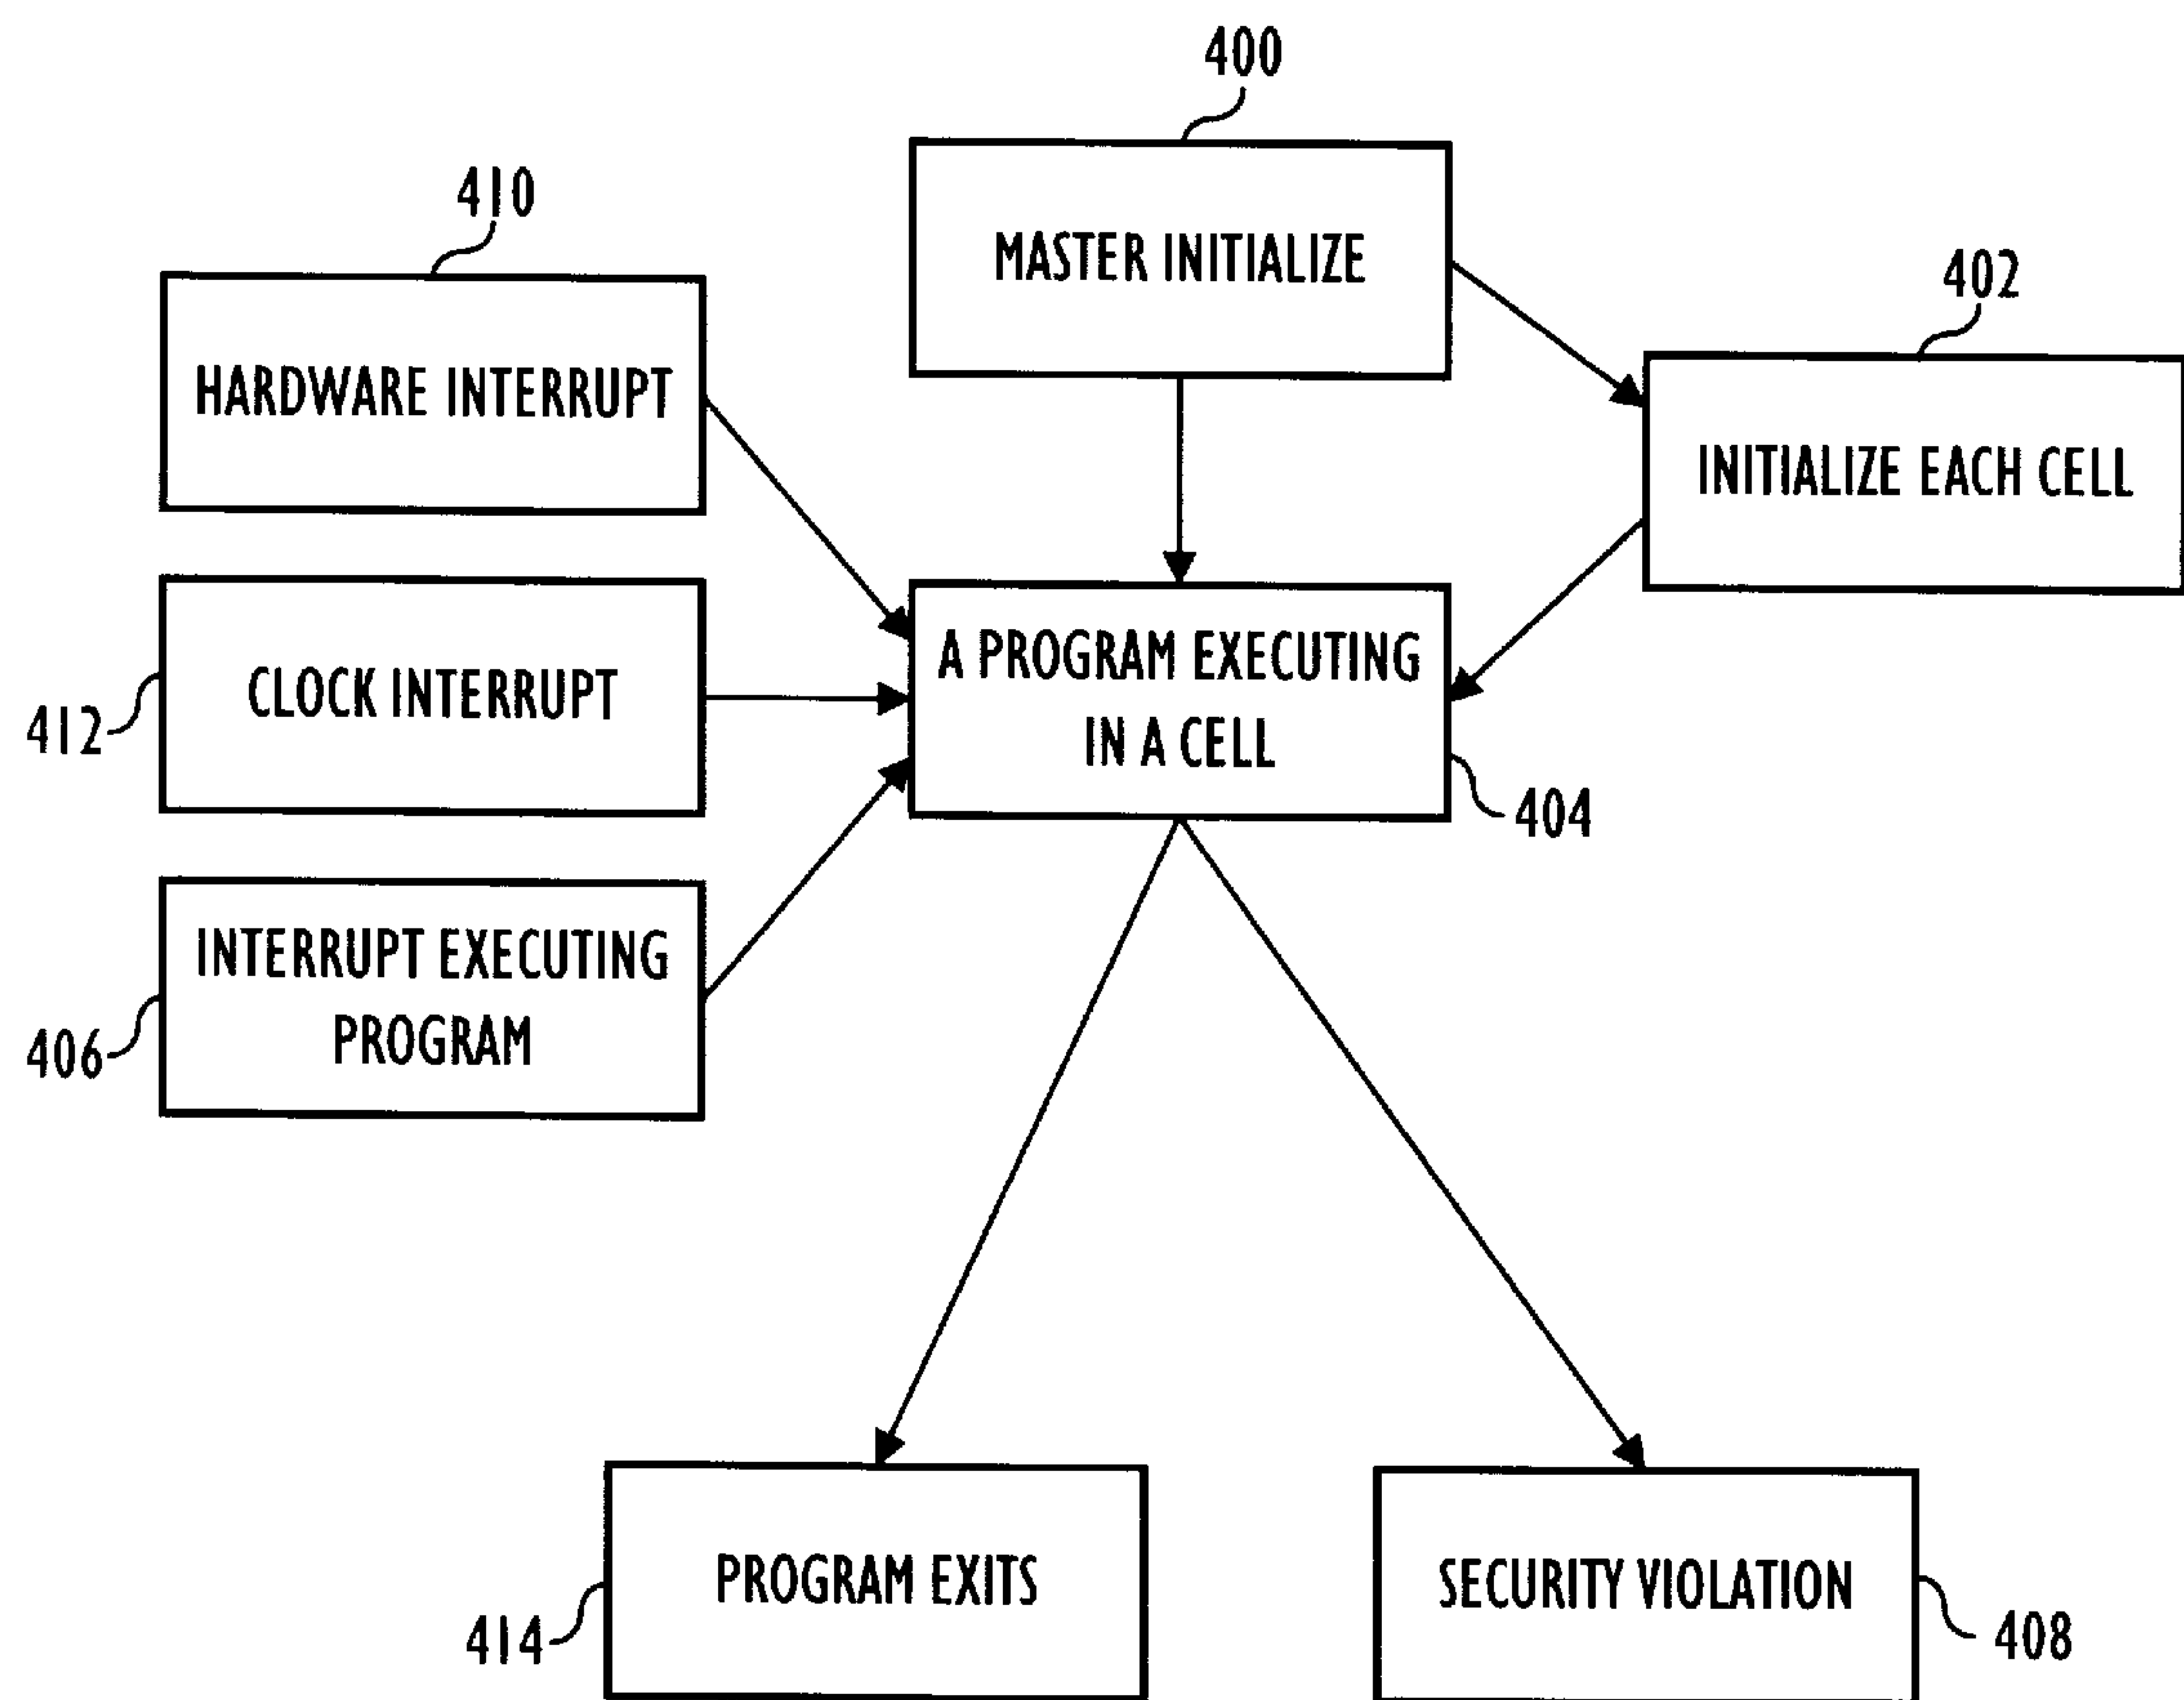 400
MASTER INITIALIZE
410
HARDWARE INTERRUPT
402
INITIALIZE EACH CELL
412
CLOCK INTERRUPT
A PROGRAM EXECUTING
IN A CELL
404
406
INTERRUPT EXECUTING
PROGRAM
414
PROGRAM EXITS
SECURITY VIOLATION
408